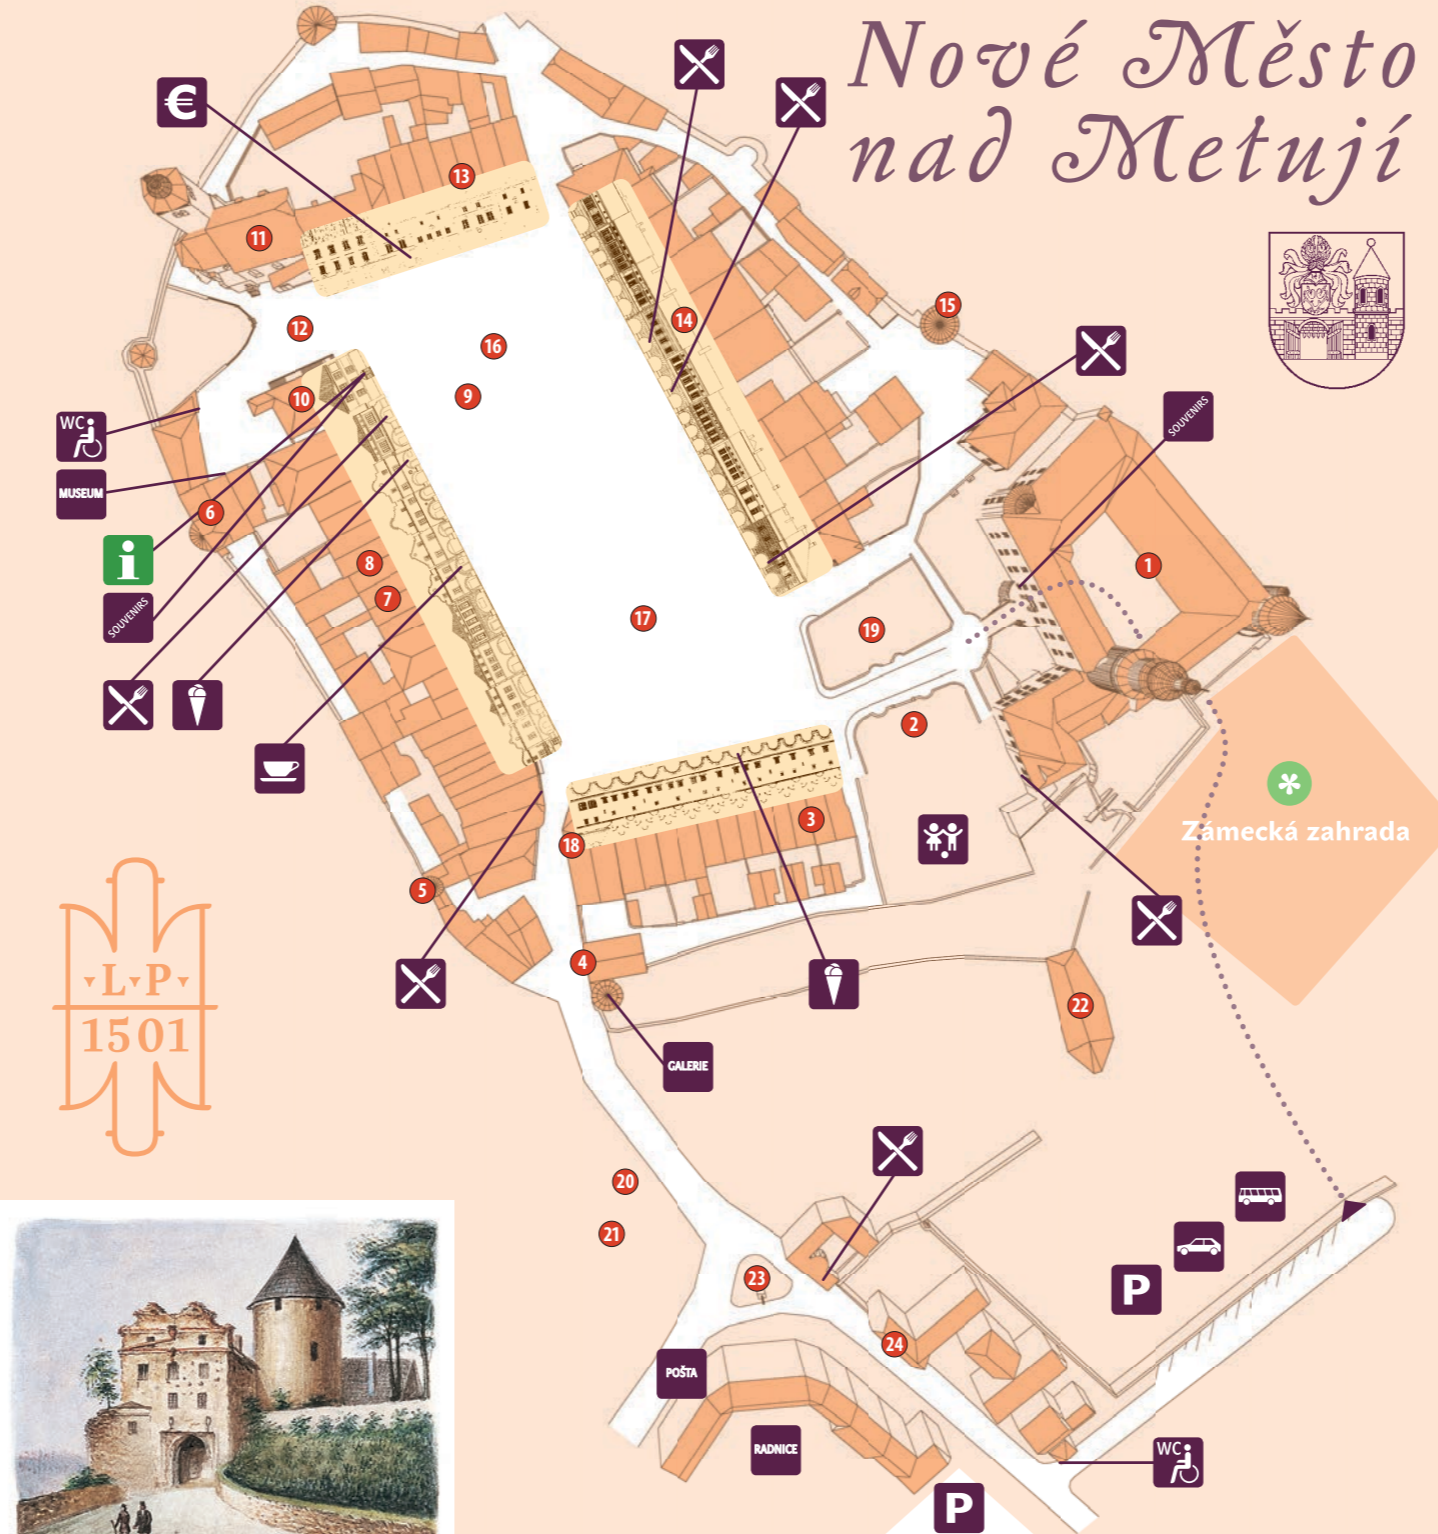 Nové Město
nad Metují
€
13
11
12
16
14
15
9
10
WC
MUSEUM
SOUVENIRS
6
i
8
1
7
SOUVENIRS
17
19
2
*
Zámecká zahrada
3
18
5
4
L P
1501
22
GALERIE
20
21
23
P
24
POŠTA
RADNICE
WC
P